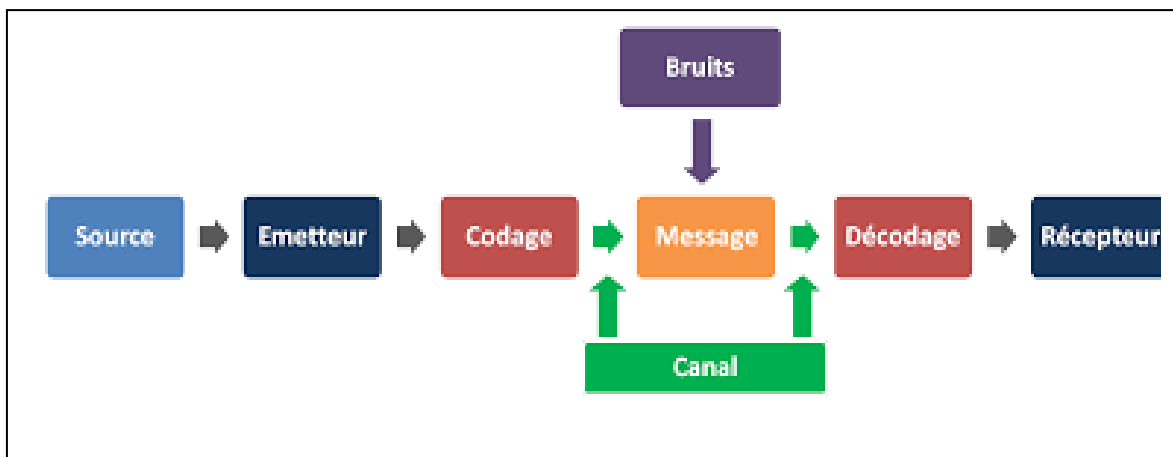 Bruits
Source
Emetteur
Codage
Message
Décodage
Récepteur
Canal